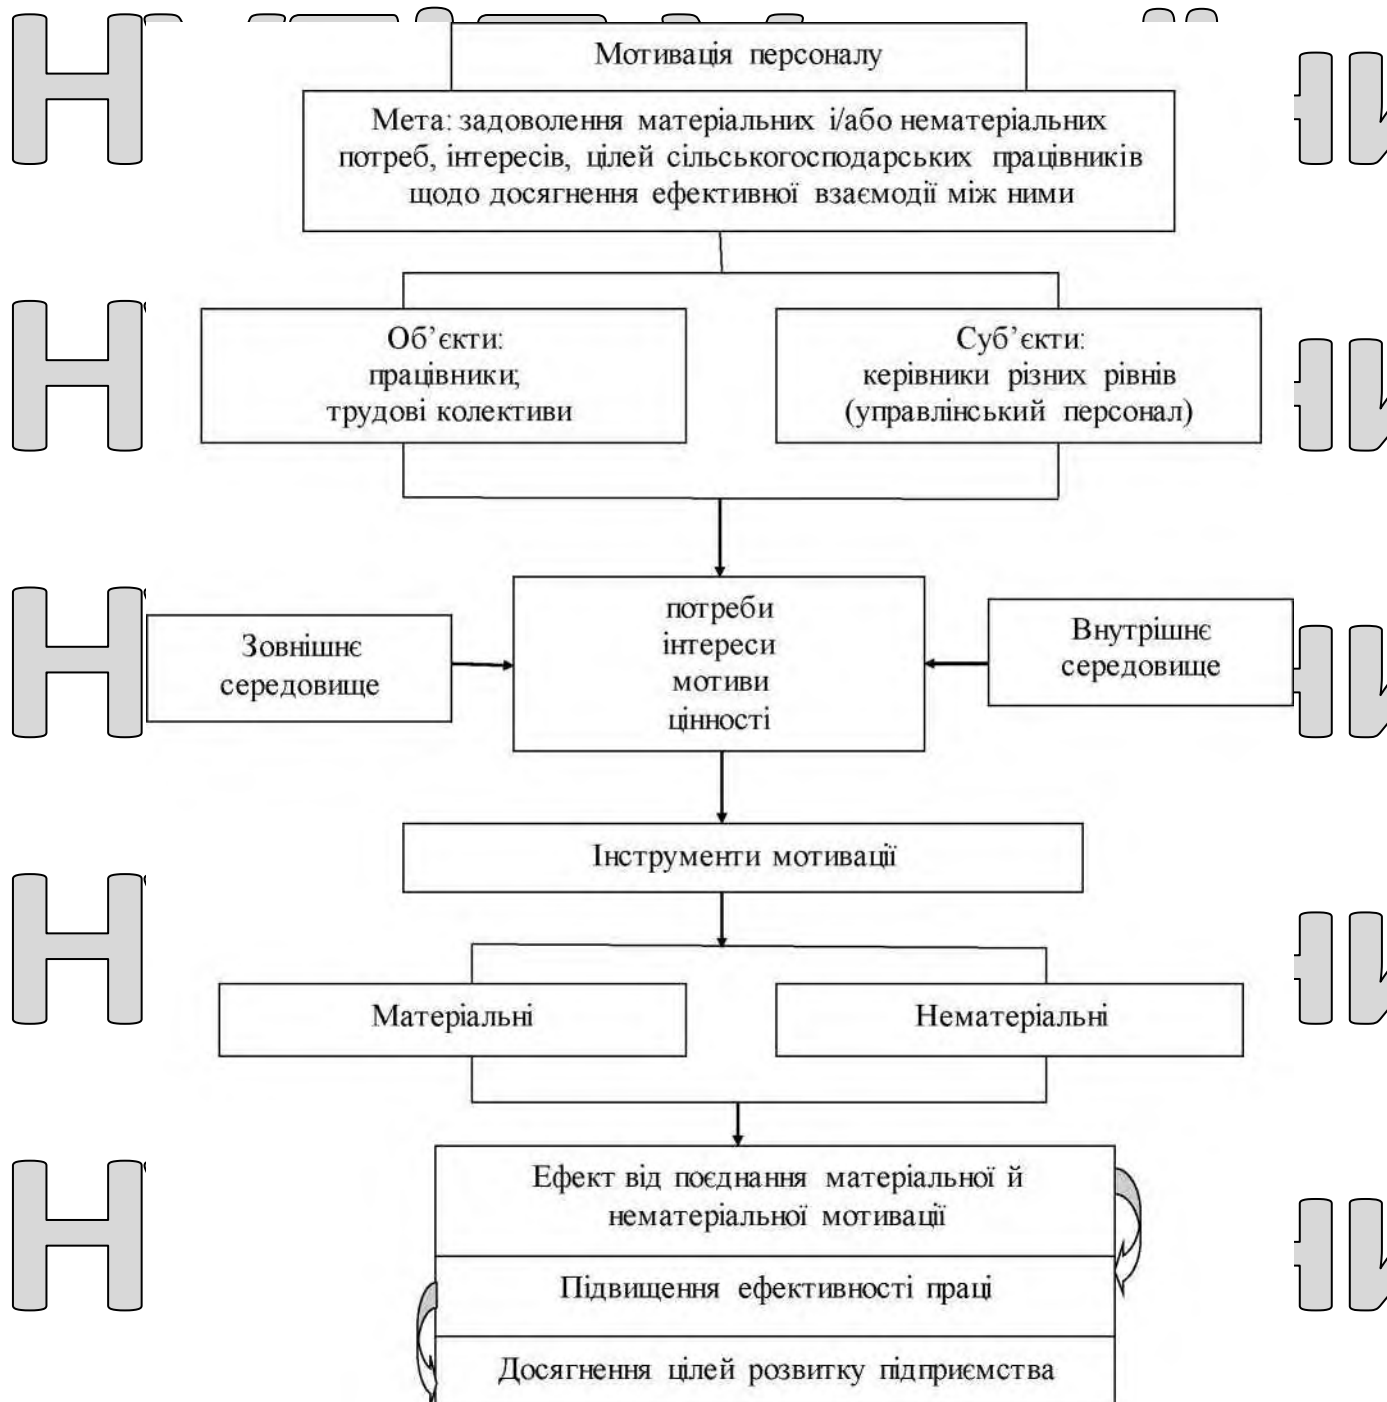 Мотивація персоналу
Мета: задоволення матеріальних і/або нематеріальних
потреб, інтересів, цілей сільськогосподарських працівників
щодо досягнення ефективної взаємодії між ними
Об’єкти:
працівники;
трудові колективи
Суб’єкти:
керівники різних рівнів
(управлінський персонал)
Зовнішнє
середовище
потреби
інтереси
мотиви
цінності
Внутрішнє
середовище
Інструменти мотивації
Матеріальні
Нематеріальні
Ефект від поєднання матеріальної й
нематеріальної мотивації
Підвищення ефективності праці
Досягнення цілей розвитку підприємства